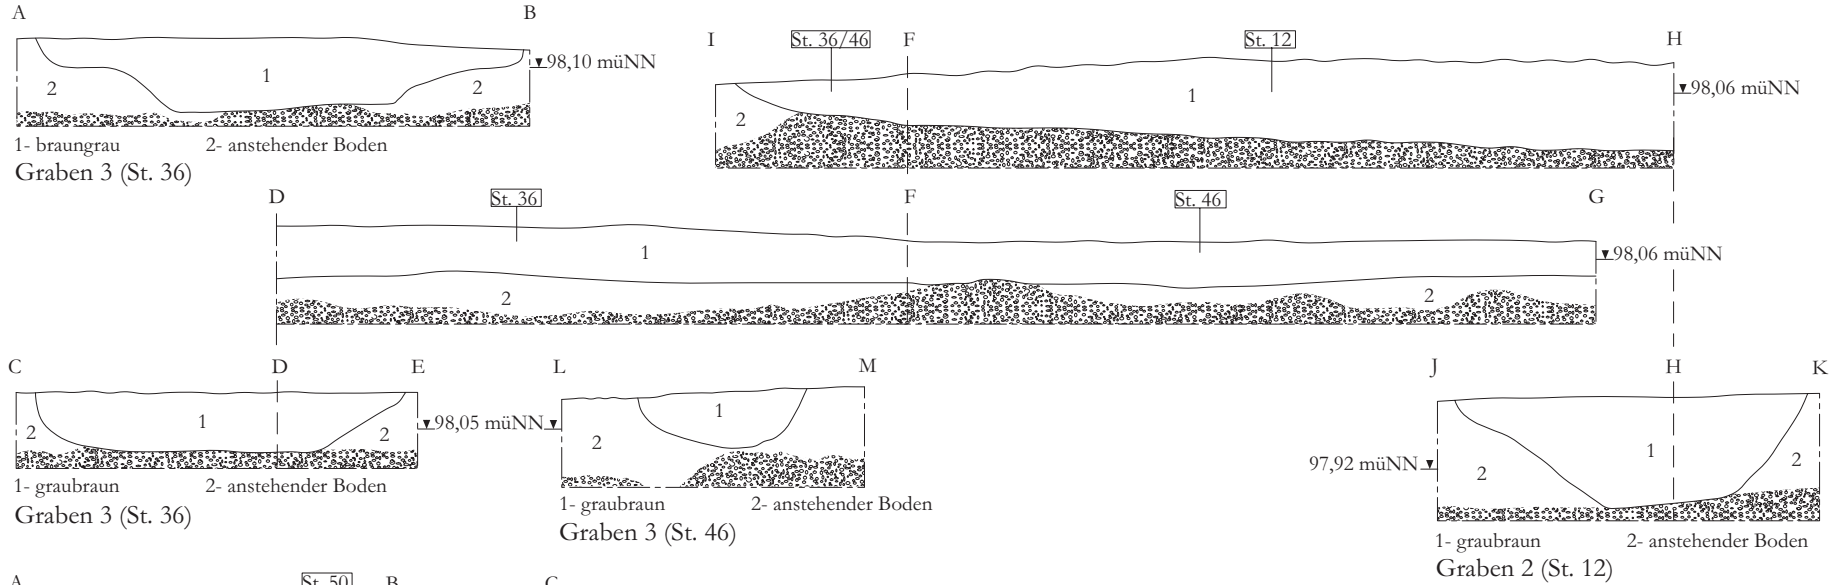 A B
1
2 2
98,10 müNN
1- braungrau 2- anstehender Boden
Graben 3 (St. 36)
I St. 36/46 F St. 12 H
1
2
98,06 müNN
D St. 36 F St. 46 G
1
2 2
98,06 müNN
C D E
1
2 2
98,05 müNN
1- graubraun 2- anstehender Boden
Graben 3 (St. 36)
L M
1
2
1- graubraun 2- anstehender Boden
Graben 3 (St. 46)
J H K
1
2 2
97,92 müNN
1- graubraun 2- anstehender Boden
Graben 2 (St. 12)
A St. 50 B C